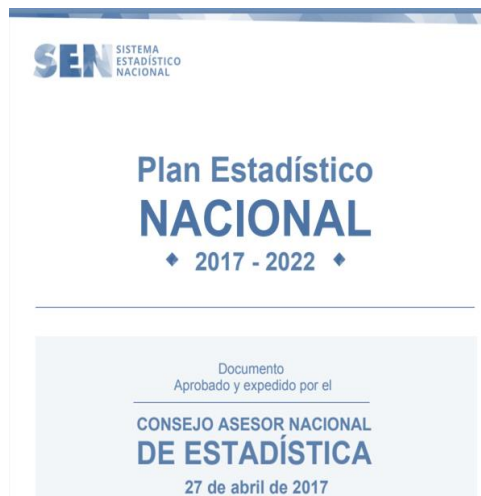 SEN
SISTEMA
ESTADÍSTICO
NACIONAL
Plan Estadístico
NACIONAL
2017 - 2022
Documento
Aprobado y expedido por el
CONSEJO ASESOR NACIONAL
DE ESTADÍSTICA
27 de abril de 2017